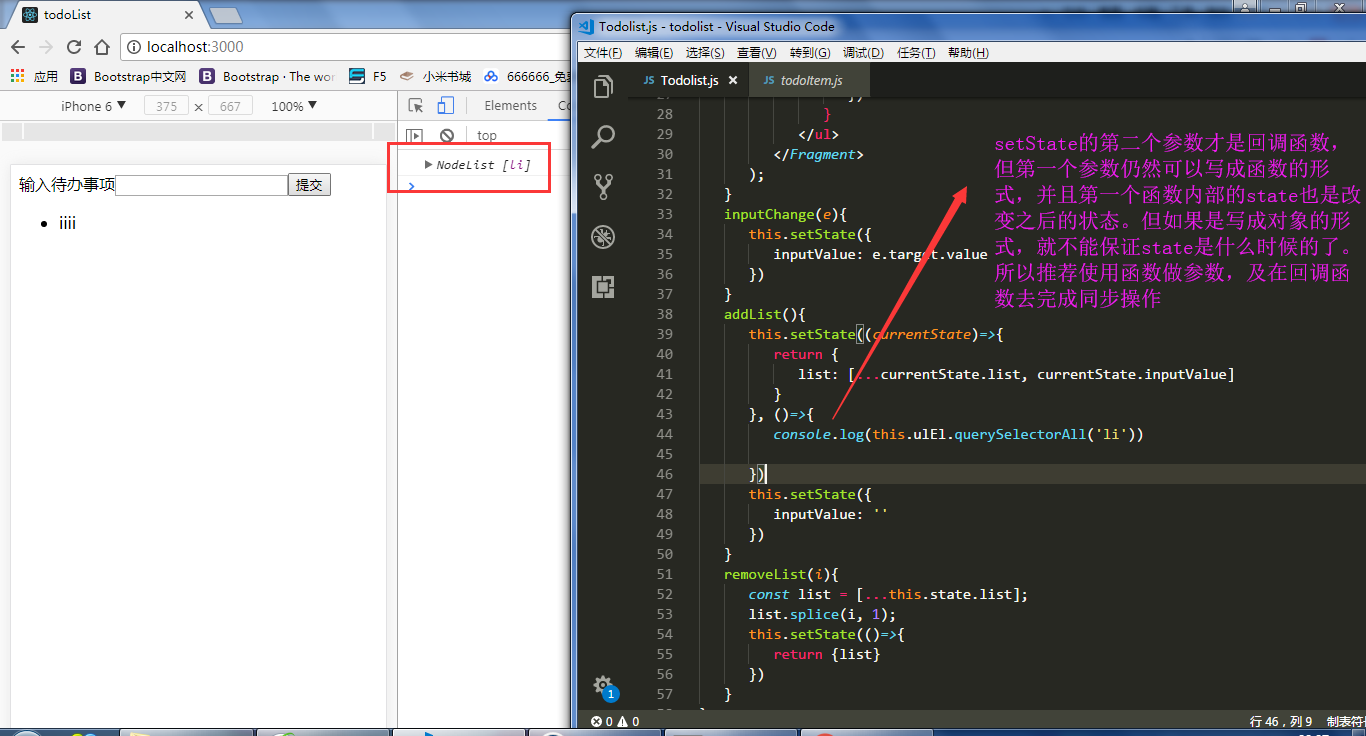 todoList
localhost:3000
应用
Bootstrap中文网
Bootstrap · The wor
F5
小米书城
666666_免费
iPhone 6 ▼
375 × 667
100% ▼
Elements
Co
top
▶ NodeList [li]
>
输入待办事项
提交
• iiii
Todolist.js - todolist - Visual Studio Code
文件(F) 编辑(E) 选择(S) 查看(V) 转到(G) 调试(D) 任务(T) 帮助(H)
JS Todolist.js ×
JS todoItem.js
27 })
28 }
29 </ul>
30 </Fragment>
31 );
32 }
33 inputChange(e){
34 this.setState({
35 inputValue: e.target.value
36 })
37 }
38 addList(){
39 this.setState((currentState)=>{
40 return {
41 list: [...currentState.list, currentState.inputValue]
42 }
43 }, ()=>{
44 console.log(this.ulEl.querySelectorAll('li'))
45
46 })
47 this.setState({
48 inputValue: ''
49 })
50 }
51 removeList(i){
52 const list = [...this.state.list];
53 list.splice(i, 1);
54 this.setState(()=>{
55 return {list}
56 })
57 }
setState的第二个参数才是回调函数，
但第一个参数仍然可以写成函数的形
式，并且第一个函数内部的state也是改
变之后的状态。但如果是写成对象的形
式，就不能保证state是什么时候的了。
所以推荐使用函数做参数，及在回调函
数去完成同步操作
1
0 0
行 46，列 9
制表符